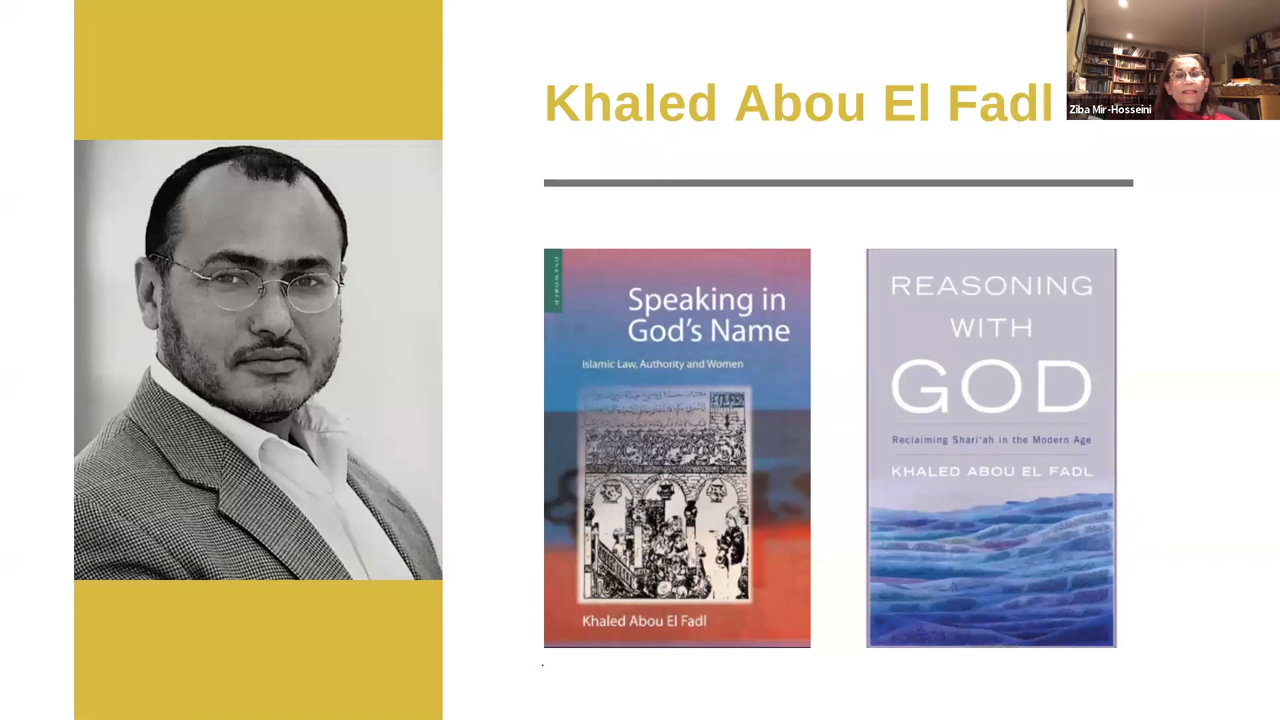 Khaled Abou El Fadl
Ziba Mir-Hosseini
ONEWORLD
Speaking in
God's Name
Islamic Law, Authority and Women
Khaled Abou El Fadl
REASONING
WITH
GOD
Reclaiming Shari'ah in the Modern Age
KHALED ABOU EL FADL